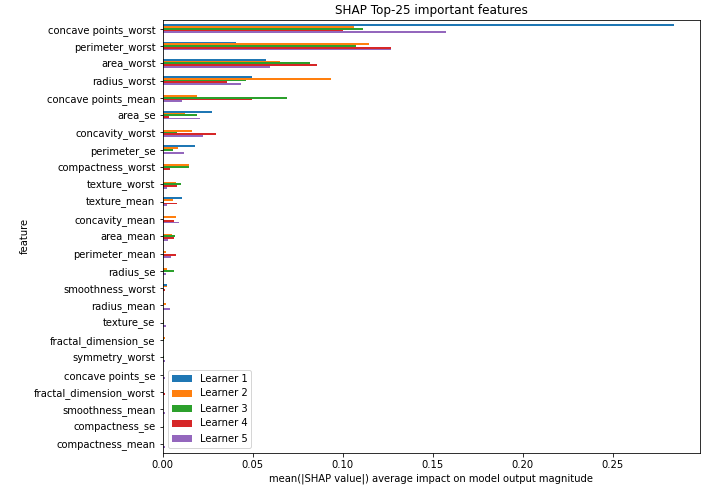 SHAP Top-25 important features
concave points_worst
perimeter_worst
area_worst
radius_worst
concave points_mean
area_se
concavity_worst
perimeter_se
compactness_worst
texture_worst
texture_mean
concavity_mean
area_mean
perimeter_mean
radius_se
smoothness_worst
radius_mean
texture_se
fractal_dimension_se
symmetry_worst
concave points_se
fractal_dimension_worst
smoothness_mean
compactness_se
compactness_mean
feature
Learner 1
Learner 2
Learner 3
Learner 4
Learner 5
0.00 0.05 0.10 0.15 0.20 0.25
mean(|SHAP value|) average impact on model output magnitude